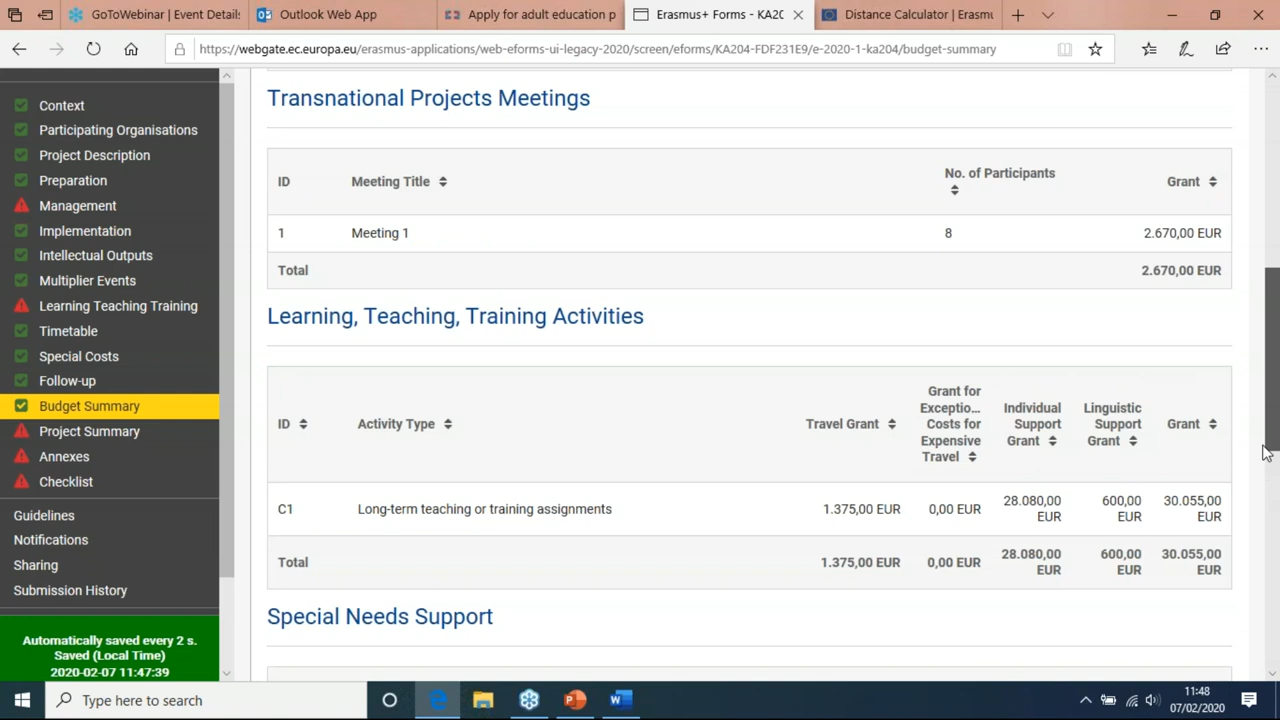 GoToWebinar | Event Details
Outlook Web App
Apply for adult education p
Erasmus+ Forms - KA20
Distance Calculator | Erasmu
https://webgate.ec.europa.eu/erasmus-applications/web-eforms-ui-legacy-2020/screen/eforms/KA204-FDF231E9/e-2020-1-ka204/budget-summary
Context
Participating Organisations
Project Description
Preparation
Management
Implementation
Intellectual Outputs
Multiplier Events
Learning Teaching Training
Timetable
Special Costs
Follow-up
Budget Summary
Project Summary
Annexes
Checklist
Guidelines
Notifications
Sharing
Submission History
Automatically saved every 2 s.
Saved (Local Time)
2020-02-07 11:47:39
Transnational Projects Meetings
ID Meeting Title No. of Participants Grant
1 Meeting 1 8 2.670,00 EUR
Total 2.670,00 EUR
Learning, Teaching, Training Activities
ID Activity Type Travel Grant Grant for Exceptio... Costs for Expensive Travel Individual Support Grant Linguistic Support Grant Grant
C1 Long-term teaching or training assignments 1.375,00 EUR 0,00 EUR 28.080,00 EUR 600,00 EUR 30.055,00 EUR
Total 1.375,00 EUR 0,00 EUR 28.080,00 EUR 600,00 EUR 30.055,00 EUR
Special Needs Support
Type here to search
11:48
07/02/2020